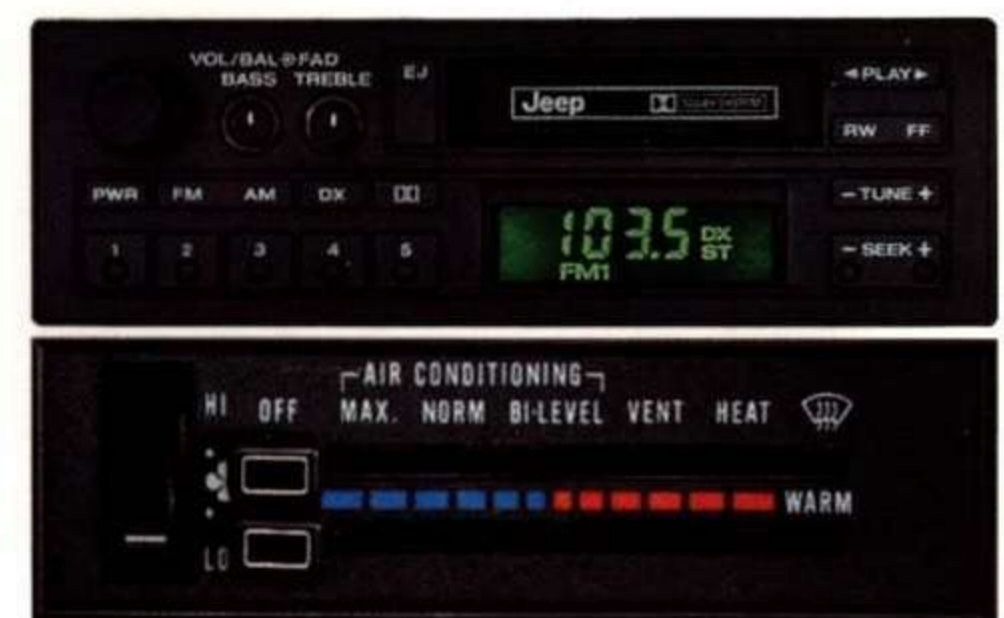 VOL/BAL FAD
BASS TREBLE
EJ
Jeep
◄PLAY►
RW FF
PWR FM AM DX
– TUNE +
1 2 3 4 5
103.5 DX
ST
FM1
– SEEK +
AIR CONDITIONING
HI OFF MAX. NORM BI-LEVEL VENT HEAT
WARM
LO